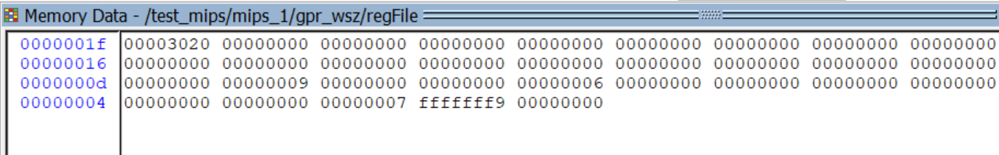 Memory Data - /test_mips/mips_1/gpr_wsz/regFile
0000001f 00003020 00000000 00000000 00000000 00000000 00000000 00000000 00000000 00000000
00000016 00000000 00000000 00000000 00000000 00000000 00000000 00000000 00000000 00000000
0000000d 00000000 00000009 00000000 00000000 00000006 00000000 00000000 00000000 00000000
00000004 00000000 00000000 00000007 fffffff9 00000000